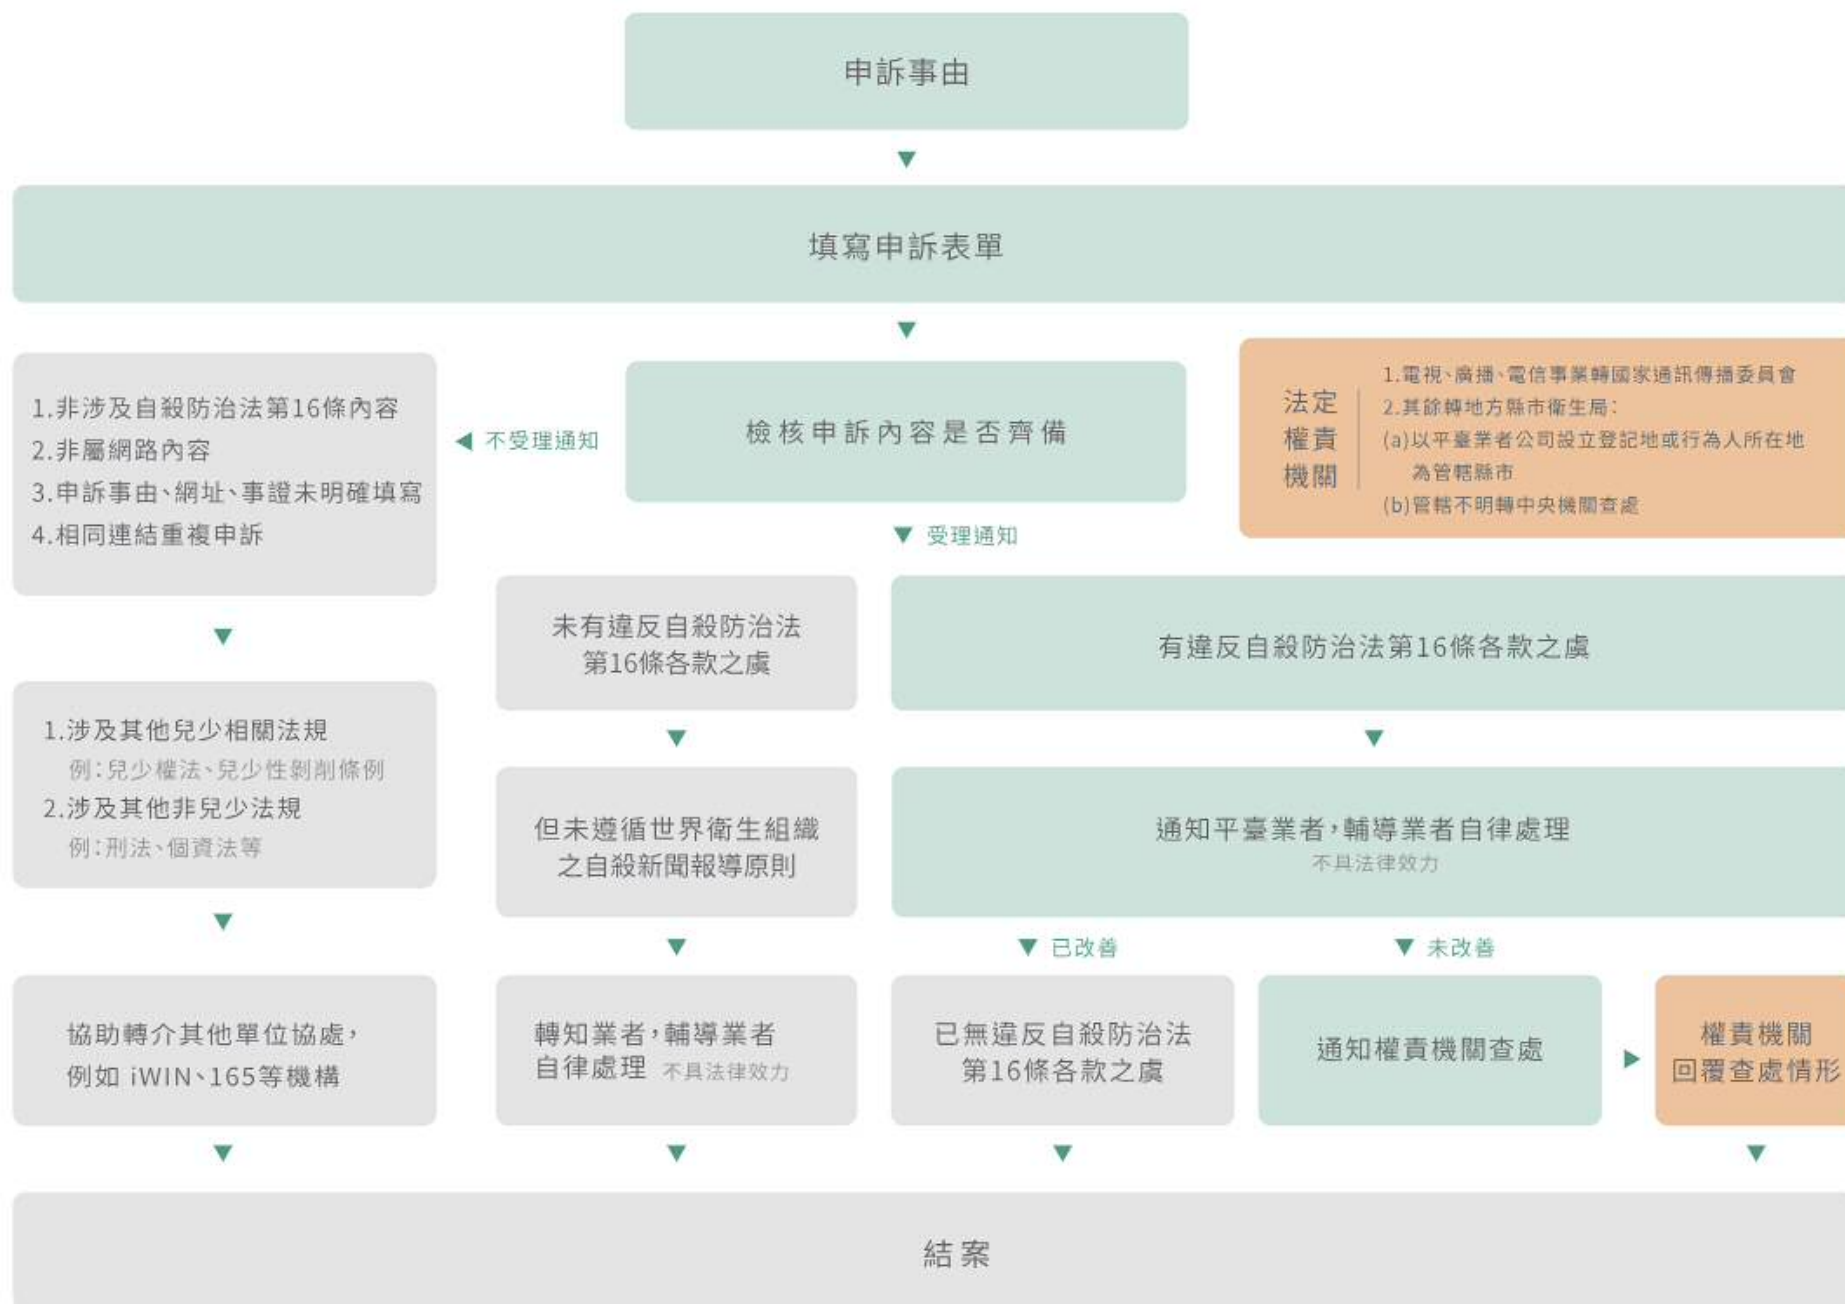 申訴事由
填寫申訴表單
1.非涉及自殺防治法第16條內容
2.非屬網路內容
3.申訴事由、網址、事證未明確填寫
4.相同連結重複申訴
不受理通知
檢核申訴內容是否齊備
法定
權責
機關
1.電視、廣播、電信事業轉國家通訊傳播委員會
2.其餘轉地方縣市衛生局：
(a)以平臺業者公司設立登記地或行為人所在地
為管轄縣市
(b)管轄不明轉中央機關查處
受理通知
未有違反自殺防治法
第16條各款之虞
有違反自殺防治法第16條各款之虞
1.涉及其他兒少相關法規
例：兒少權法、兒少性剝削條例
2.涉及其他非兒少法規
例：刑法、個資法等
但未遵循世界衛生組織
之自殺新聞報導原則
通知平臺業者，輔導業者自律處理
不具法律效力
已改善
未改善
協助轉介其他單位協處，
例如 iWIN、165等機構
轉知業者，輔導業者
自律處理 不具法律效力
已無違反自殺防治法
第16條各款之虞
通知權責機關查處
權責機關
回覆查處情形
結案